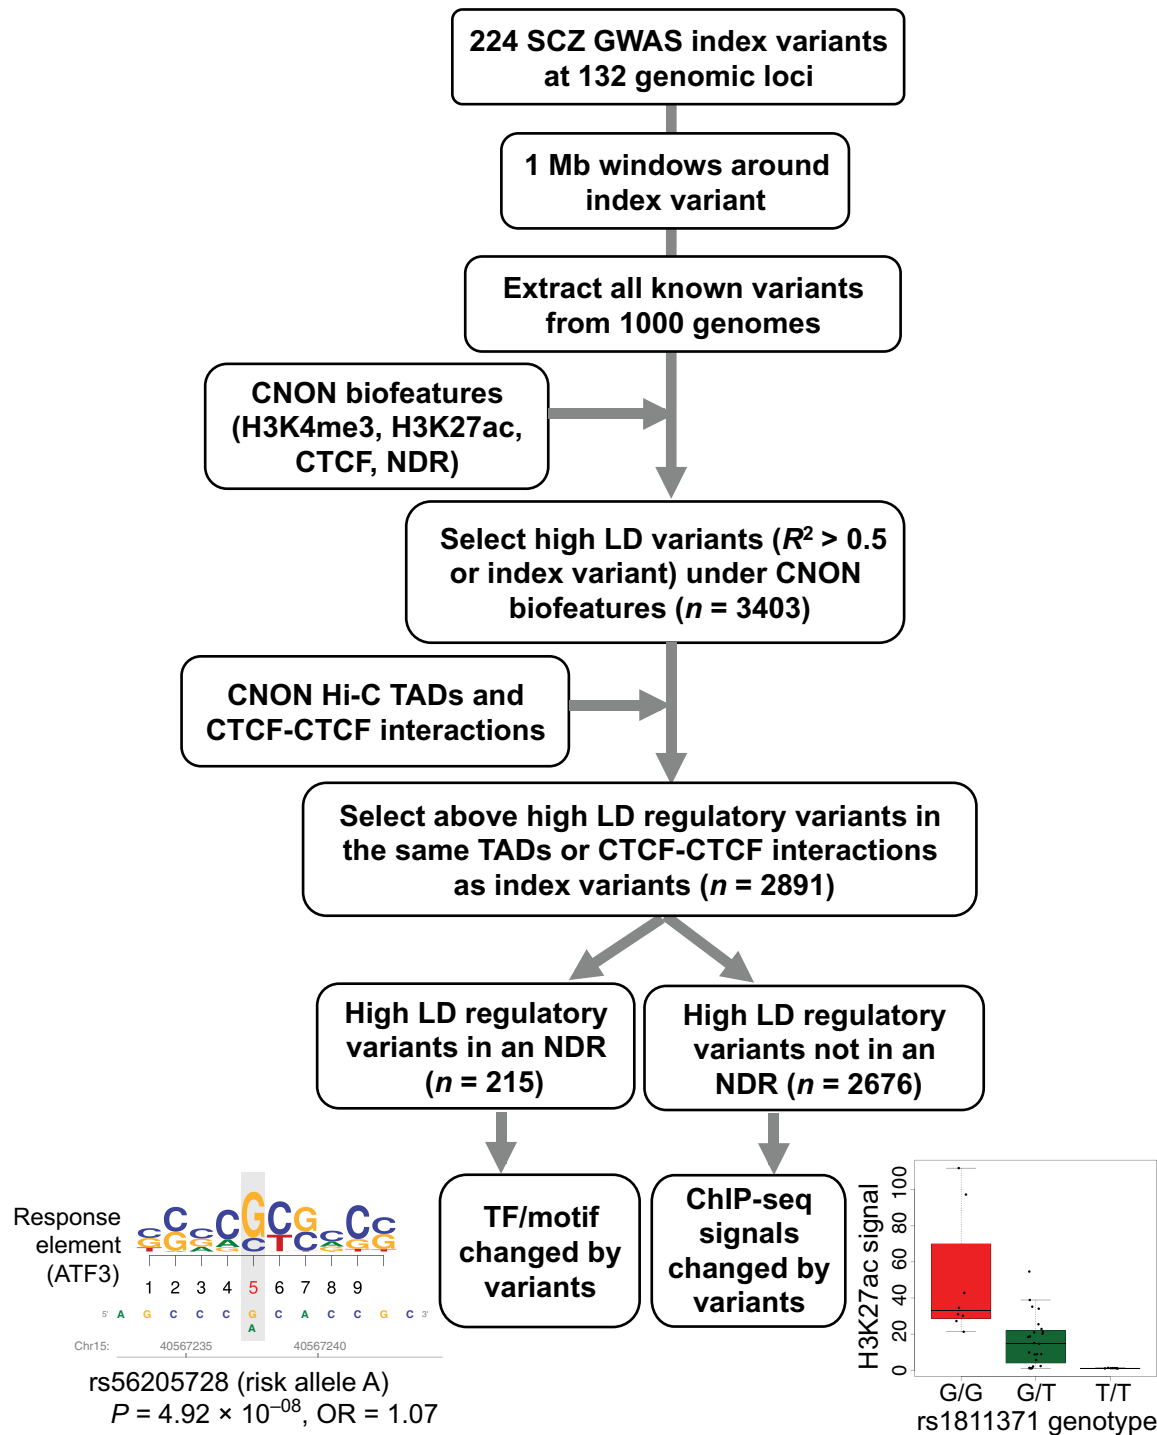 224 SCZ GWAS index variants
at 132 genomic loci
1 Mb windows around
index variant
Extract all known variants
from 1000 genomes
CNON biofeatures
(H3K4me3, H3K27ac,
CTCF, NDR)
Select high LD variants (R² > 0.5
or index variant) under CNON
biofeatures (n = 3403)
CNON Hi-C TADs and
CTCF-CTCF interactions
Select above high LD regulatory variants in
the same TADs or CTCF-CTCF interactions
as index variants (n = 2891)
High LD regulatory
variants in an NDR
(n = 215)
High LD regulatory
variants not in an
NDR (n = 2676)
TF/motif
changed by
variants
ChIP-seq
signals
changed by
variants
Response
element
(ATF3)
1 2 3 4 5 6 7 8 9
5' A G C C C G C A C C G C 3'
A
Chr15: 40567235 40567240
rs56205728 (risk allele A)
P = 4.92 × 10⁻⁰⁸, OR = 1.07
H3K27ac signal
100
80
60
40
20
0
G/G G/T T/T
rs1811371 genotype